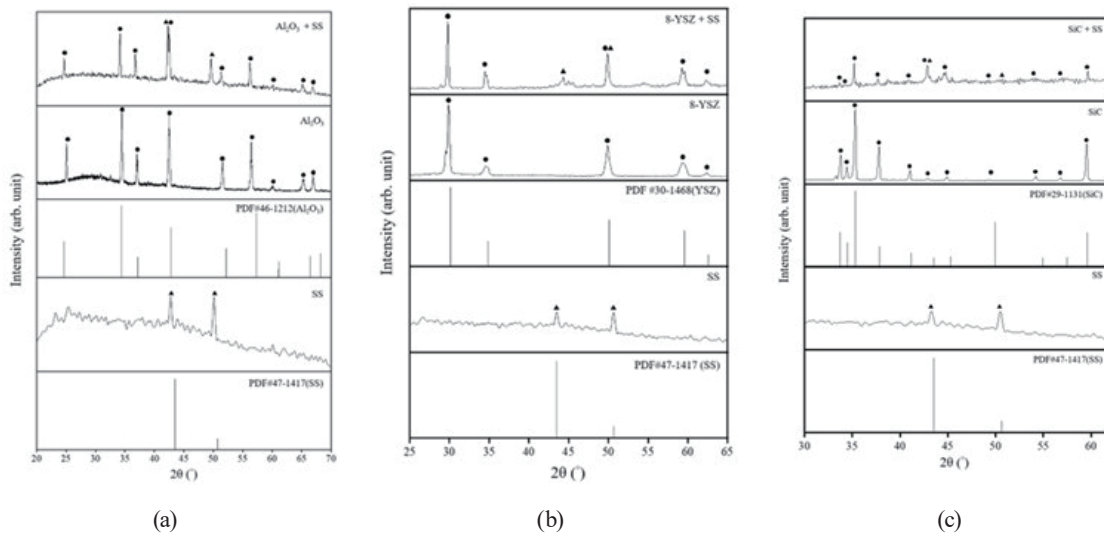 Al₂O₃ + SS
Al₂O₃
PDF#46-1212(Al₂O₃)
SS
PDF#47-1417(SS)
Intensity (arb. unit)
20 25 30 35 40 45 50 55 60 65 70
2θ (°)
(a)
8-YSZ + SS
8-YSZ
PDF #30-1468(YSZ)
SS
PDF#47-1417 (SS)
Intensity (arb. unit)
25 30 35 40 45 50 55 60 65
2θ (°)
(b)
SiC + SS
SiC
PDF#29-1131(SiC)
SS
PDF#47-1417(SS)
Intensity (arb. unit)
30 35 40 45 50 55 60
2θ (°)
(c)